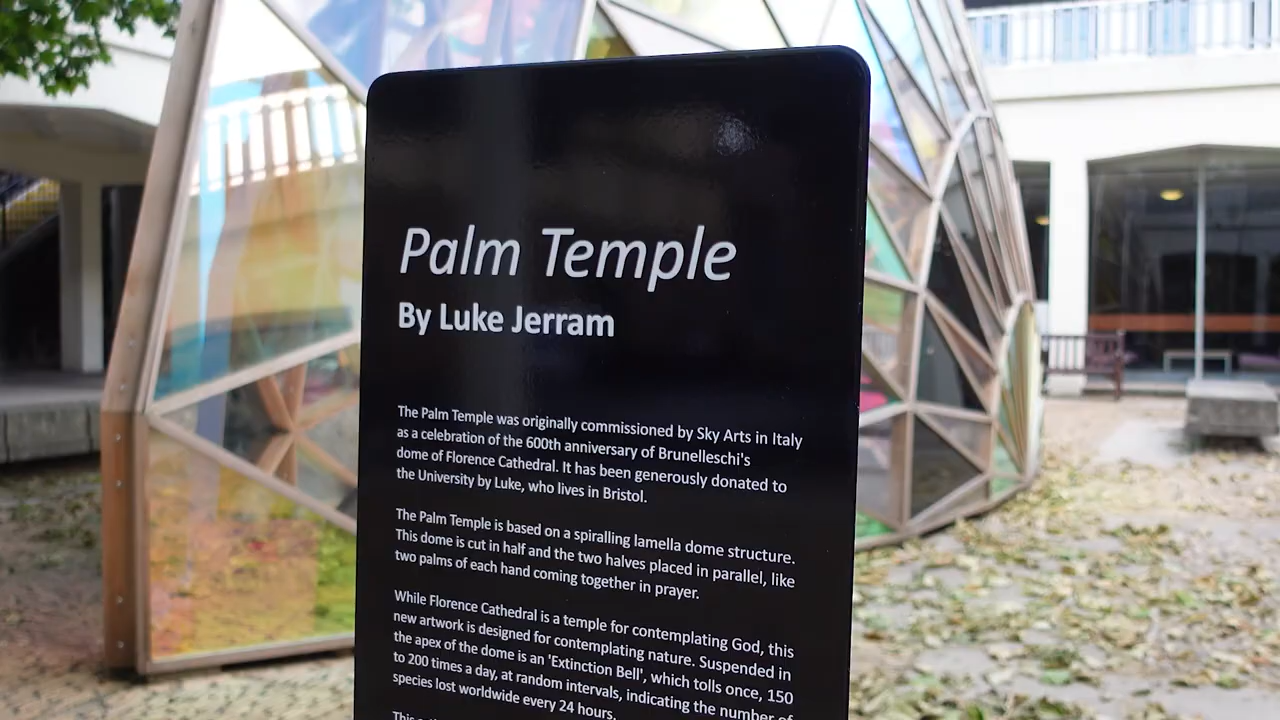 Palm Temple
By Luke Jerram
The Palm Temple was originally commissioned by Sky Arts in Italy
as a celebration of the 600th anniversary of Brunelleschi's
dome of Florence Cathedral. It has been generously donated to
the University by Luke, who lives in Bristol.
The Palm Temple is based on a spiralling lamella dome structure.
This dome is cut in half and the two halves placed in parallel, like
two palms of each hand coming together in prayer.
While Florence Cathedral is a temple for contemplating God, this
new artwork is designed for contemplating nature. Suspended in
the apex of the dome is an 'Extinction Bell', which tolls once, 150
to 200 times a day, at random intervals, indicating the number of
species lost worldwide every 24 hours.